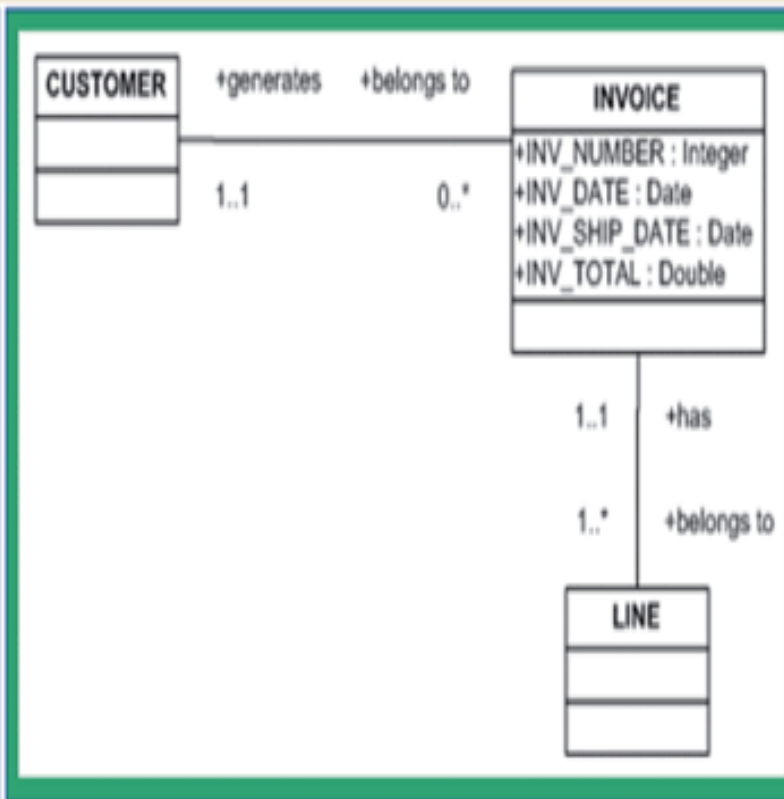 CUSTOMER
+generates
+belongs to
1..1
0..*
INVOICE
+INV_NUMBER : Integer
+INV_DATE : Date
+INV_SHIP_DATE : Date
+INV_TOTAL : Double
1..1
+has
1..*
+belongs to
LINE